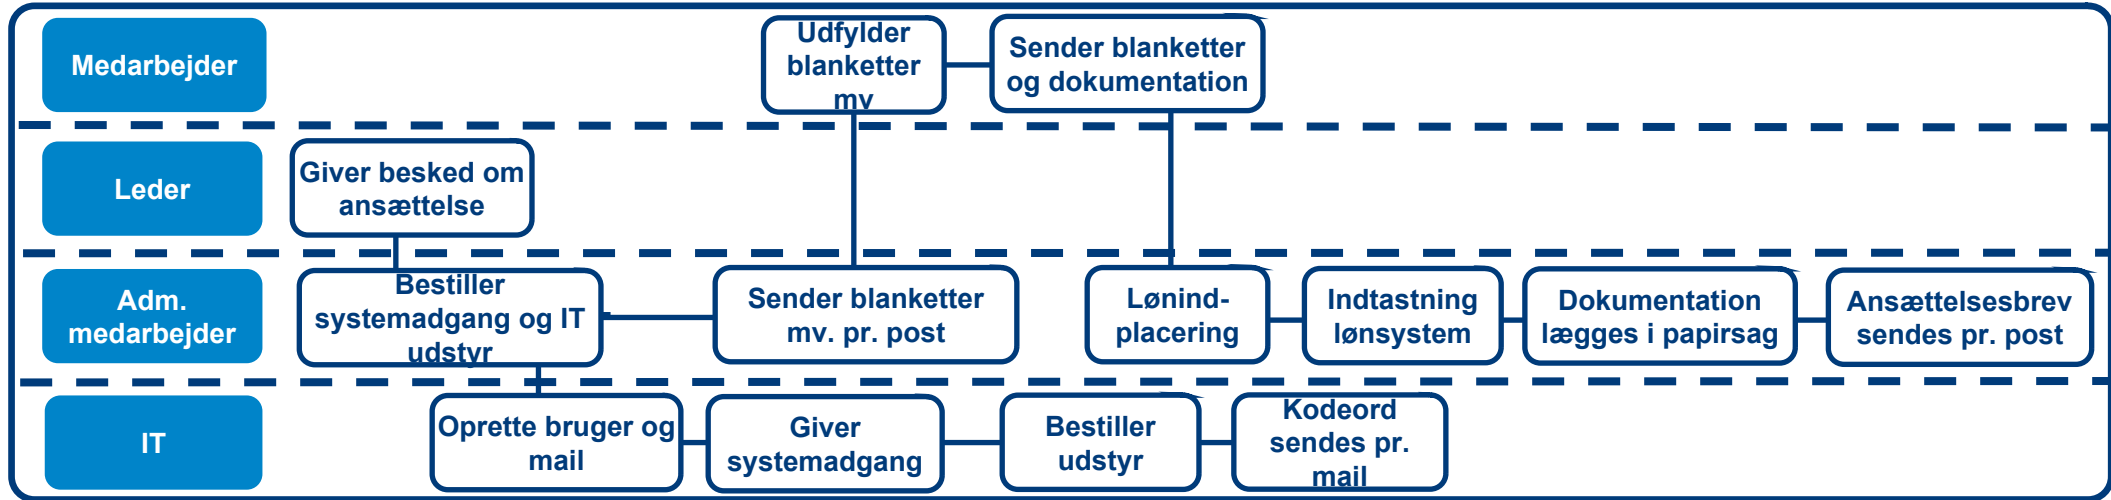 Medarbejder
Udfylder
blanketter
mv
Sender blanketter
og dokumentation
Leder
Giver besked om
ansættelse
Adm.
medarbejder
Bestiller
systemadgang og IT
udstyr
Sender blanketter
mv. pr. post
Lønind-
placering
Indtastning
lønsystem
Dokumentation
lægges i papirsag
Ansættelsesbrev
sendes pr. post
IT
Oprette bruger og
mail
Giver
systemadgang
Bestiller
udstyr
Kodeord
sendes pr.
mail